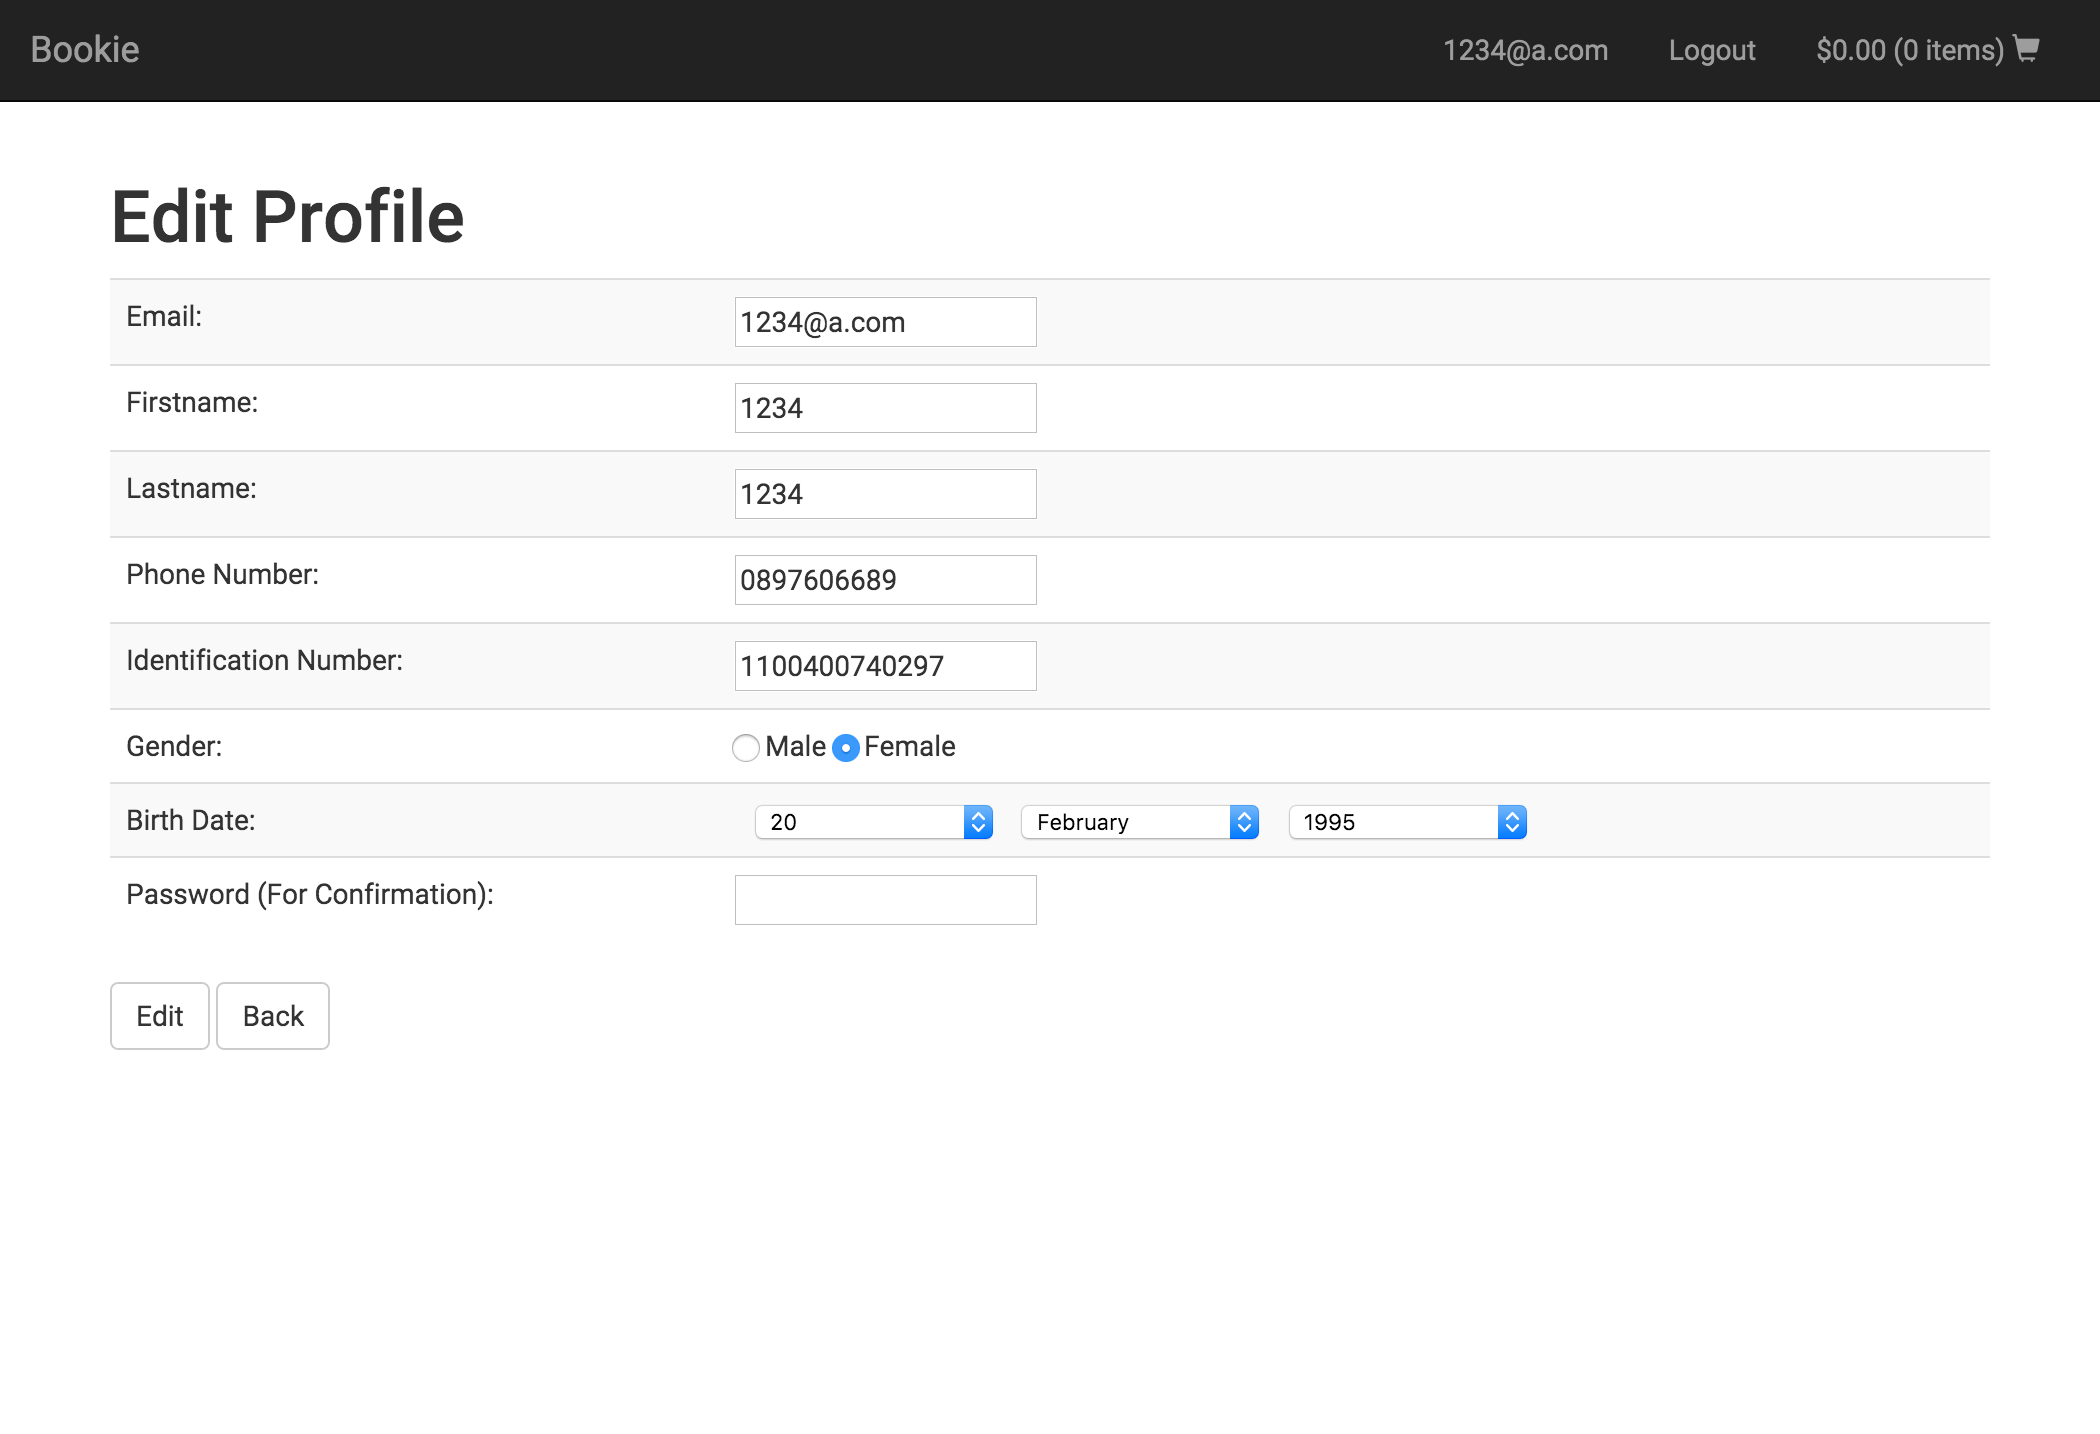 Bookie 1234@a.com Logout $0.00 (0 items)
Edit Profile
Email: 1234@a.com
Firstname: 1234
Lastname: 1234
Phone Number: 0897606689
Identification Number: 1100400740297
Gender: Male Female
Birth Date: 20 February 1995
Password (For Confirmation):
Edit Back